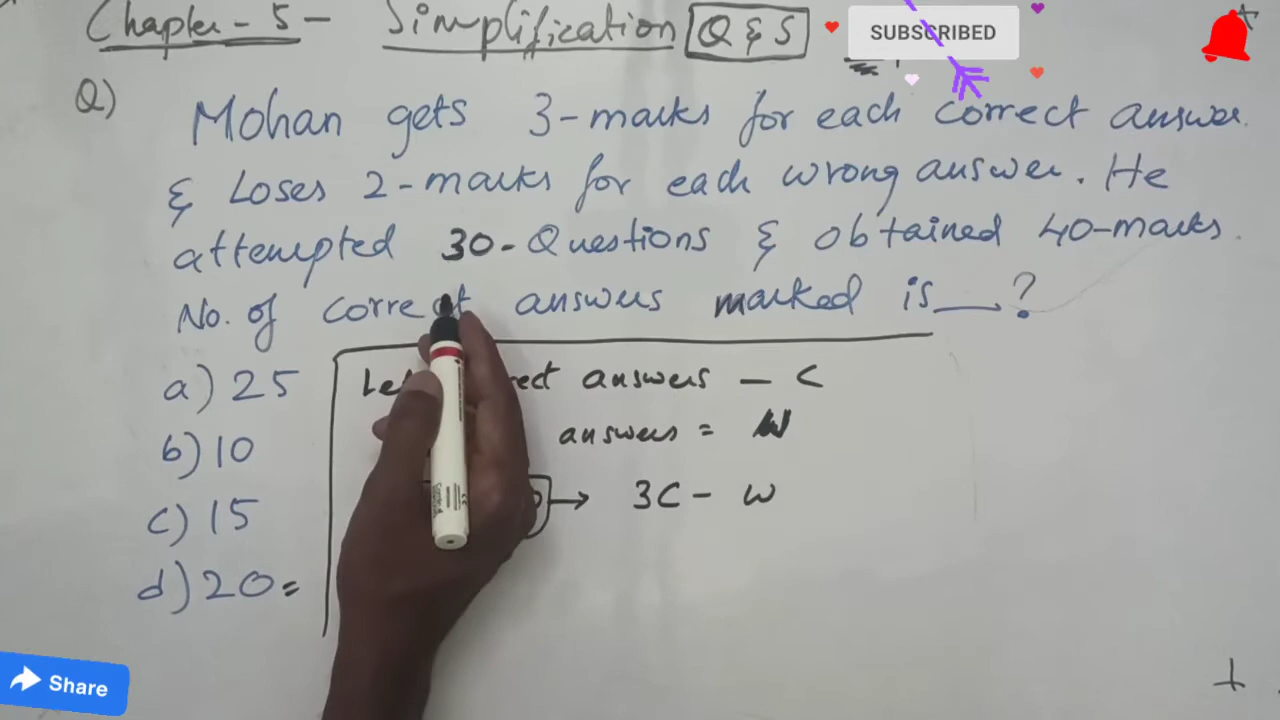 Chapter - 5 - Simplification Q & S
SUBSCRIBED
Q) Mohan gets 3-marks for each correct answer.
& Loses 2-marks for each wrong answer. He
attempted 30-Questions & obtained 40-marks.
No. of correct answers marked is ___?
a) 25
b) 10
c) 15
d) 20 =
answers - C
answers = W
→ 3C - W
Share